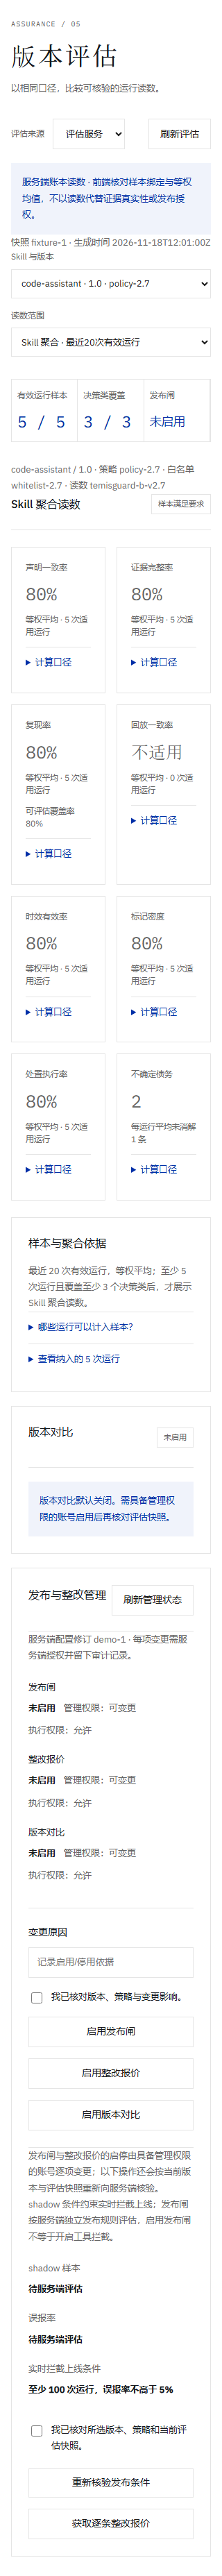 ASSURANCE / 05
版本评估
以相同口径，比较可核验的运行读数。
评估来源 评估服务 刷新评估
服务端账本读数 · 前端核对样本绑定与等权
均值，不以读数代替证据真实性或发布授
权。
快照 fixture-1 · 生成时间 2026-11-18T12:01:00Z
Skill 与版本
code-assistant · 1.0 · policy-2.7
读数范围
Skill 聚合 · 最近20次有效运行
有效运行样本 决策类覆盖 发布闸
5 / 5 3 / 3 未启用
code-assistant / 1.0 · 策略 policy-2.7 · 白名单
whitelist-2.7 · 读数 temisguard-b-v2.7
Skill 聚合读数 样本满足要求
声明一致率
80%
等权平均 · 5 次适
用运行
▶ 计算口径
证据完整率
80%
等权平均 · 5 次适
用运行
▶ 计算口径
复现率
80%
等权平均 · 5 次适
用运行
可评估覆盖率
80%
▶ 计算口径
回放一致率
不适用
等权平均 · 0 次适
用运行
▶ 计算口径
时效有效率
80%
等权平均 · 5 次适
用运行
▶ 计算口径
标记密度
80%
等权平均 · 5 次适
用运行
▶ 计算口径
处置执行率
80%
等权平均 · 5 次适
用运行
▶ 计算口径
不确定债务
2
每运行平均未消解
1 条
▶ 计算口径
样本与聚合依据
最近 20 次有效运行，等权平均；至少 5
次运行且覆盖至少 3 个决策类后，才展示
Skill 聚合读数。
▶ 哪些运行可以计入样本？
▶ 查看纳入的 5 次运行
版本对比 未启用
版本对比默认关闭。需具备管理权
限的账号启用后再核对评估快照。
发布与整改管理 刷新管理状态
服务端配置修订 demo-1 · 每项变更需服
务端授权并留下审计记录。
发布闸
未启用 管理权限：可变更
执行权限：允许
整改报价
未启用 管理权限：可变更
执行权限：允许
版本对比
未启用 管理权限：可变更
执行权限：允许
变更原因
记录启用/停用依据
我已核对版本、策略与变更影响。
启用发布闸
启用整改报价
启用版本对比
发布闸与整改报价的启停由具备管理权限
的账号逐项变更；以下操作还会按当前版
本与评估快照重新向服务端核验。
shadow 条件约束实时拦截上线；发布闸
按服务端独立发布规则评估，启用发布闸
不等于开启工具拦截。
shadow 样本
待服务端评估
误报率
待服务端评估
实时拦截上线条件
至少 100 次运行，误报率不高于 5%
我已核对所选版本、策略和当前评
估快照。
重新核验发布条件
获取逐条整改报价